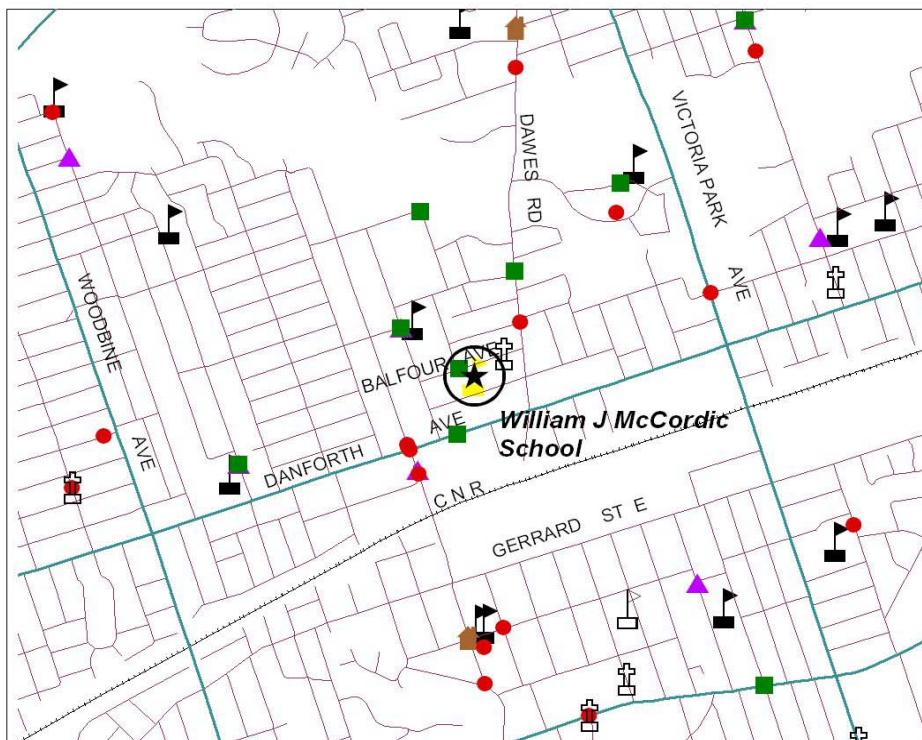 DAWES RD
VICTORIA PARK
AVE
WOODBINE
AVE
BALFOUR AVE
William J McCordic
School
DANFORTH AVE
C N R
GERRARD ST E